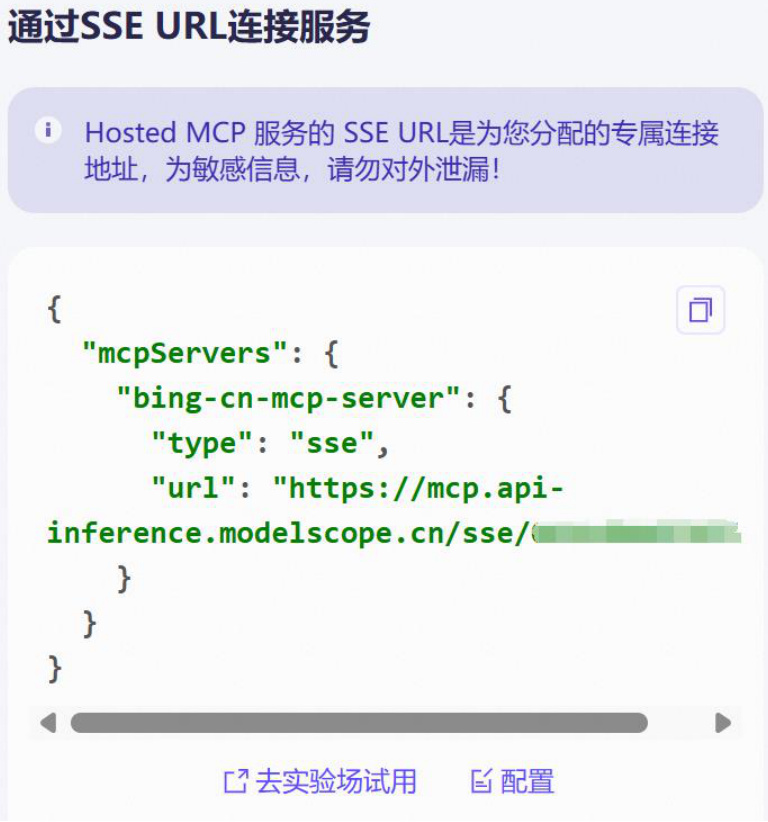 通过SSE URL连接服务
Hosted MCP 服务的 SSE URL是为您分配的专属连接
地址，为敏感信息，请勿对外泄漏！
{
"mcpServers": {
"bing-cn-mcp-server": {
"type": "sse",
"url": "https://mcp.api-
inference.modelscope.cn/sse/
}
}
}
去实验场试用 配置